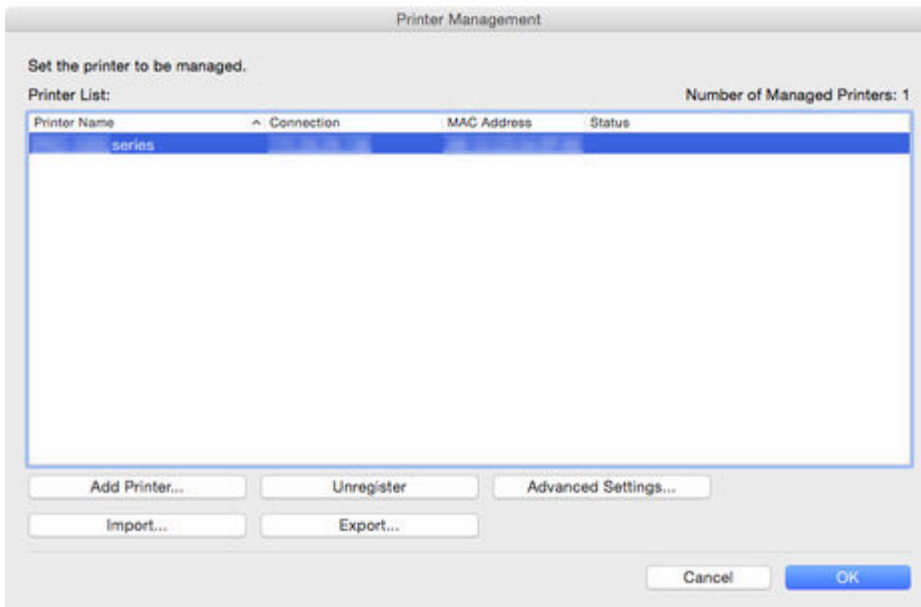 Printer Management
Set the printer to be managed.
Printer List: Number of Managed Printers: 1
Printer Name Connection MAC Address Status
series
Add Printer... Unregister Advanced Settings...
Import... Export...
Cancel OK